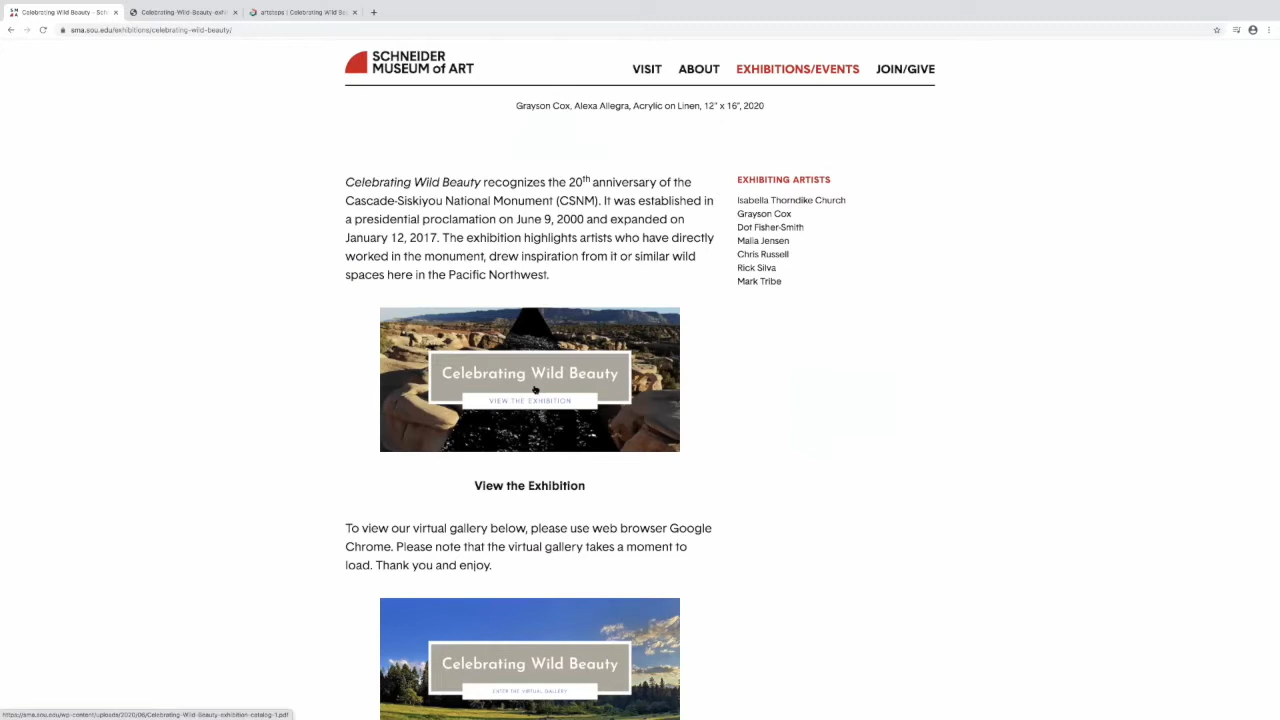 Celebrating Wild Beauty - Sch
Celebrating-Wild-Beauty-exhi
artsteps | Celebrating Wild Be
sma.sou.edu/exhibitions/celebrating-wild-beauty/
SCHNEIDER
MUSEUM of ART
VISIT ABOUT EXHIBITIONS/EVENTS JOIN/GIVE
Grayson Cox, Alexa Allegra, Acrylic on Linen, 12" x 16", 2020
Celebrating Wild Beauty recognizes the 20th anniversary of the
Cascade-Siskiyou National Monument (CSNM). It was established in
a presidential proclamation on June 9, 2000 and expanded on
January 12, 2017. The exhibition highlights artists who have directly
worked in the monument, drew inspiration from it or similar wild
spaces here in the Pacific Northwest.
EXHIBITING ARTISTS
Isabella Thorndike Church
Grayson Cox
Dot Fisher-Smith
Malia Jensen
Chris Russell
Rick Silva
Mark Tribe
Celebrating Wild Beauty
VIEW THE EXHIBITION
View the Exhibition
To view our virtual gallery below, please use web browser Google
Chrome. Please note that the virtual gallery takes a moment to
load. Thank you and enjoy.
Celebrating Wild Beauty
ENTER THE VIRTUAL GALLERY
https://sma.sou.edu/wp-content/uploads/2020/06/Celebrating-Wild-Beauty-exhibition-catalog-1.pdf